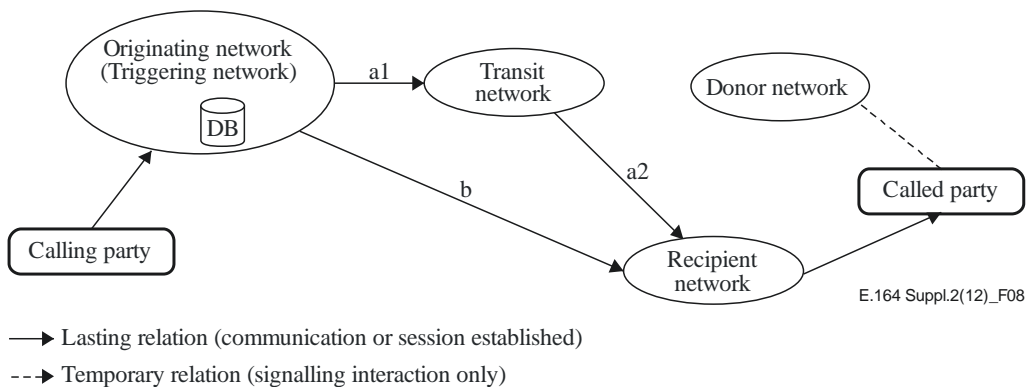 Originating network
(Triggering network)
DB
a1
Transit
network
Donor network
b
a2
Called party
Calling party
Recipient
network
E.164 Suppl.2(12)_F08
Lasting relation (communication or session established)
Temporary relation (signalling interaction only)